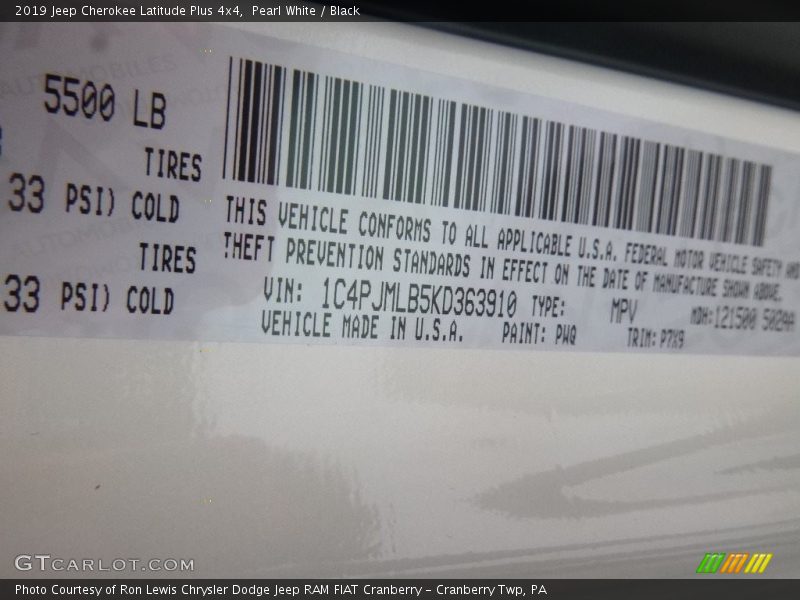 2019 Jeep Cherokee Latitude Plus 4x4, Pearl White / Black
5500 LB
TIRES
33 PSI) COLD
TIRES
33 PSI) COLD
THIS VEHICLE CONFORMS TO ALL APPLICABLE U.S.A. FEDERAL MOTOR VEHICLE SAFETY AND
THEFT PREVENTION STANDARDS IN EFFECT ON THE DATE OF MANUFACTURE SHOWN ABOVE.
VIN: 1C4PJMLB5KD363910 TYPE: MPV MDH:121500 502AA
VEHICLE MADE IN U.S.A. PAINT: PWQ TRIM: P7X9
GTCARLOT.COM
Photo Courtesy of Ron Lewis Chrysler Dodge Jeep RAM FIAT Cranberry – Cranberry Twp, PA